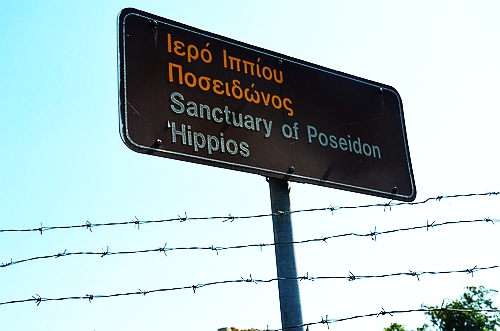 Ιερό Ιππίου
Ποσειδώνος
Sanctuary of Poseidon
'Hippios